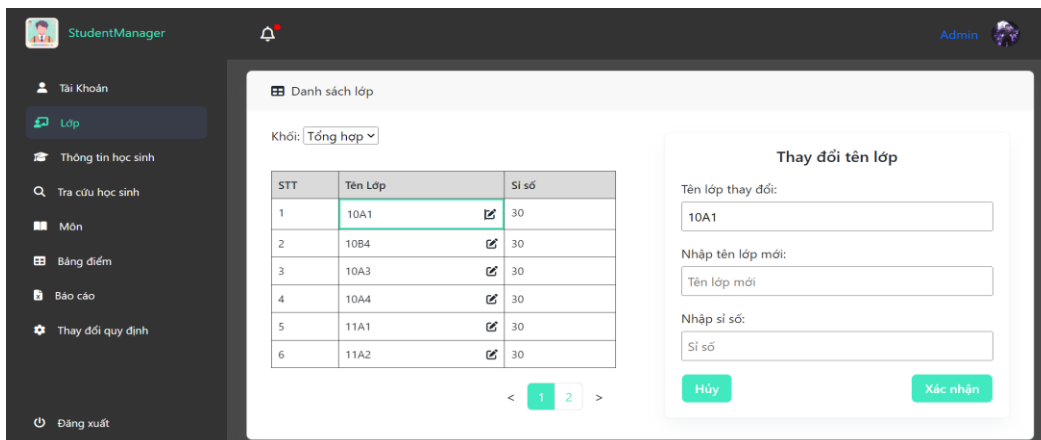 StudentManager
Admin
Tài Khoản
Lớp
Thông tin học sinh
Tra cứu học sinh
Môn
Bảng điểm
Báo cáo
Thay đổi quy định
Đăng xuất
Danh sách lớp
Khối: Tổng hợp
STT Tên Lớp Sỉ số
1 10A1 30
2 10B4 30
3 10A3 30
4 10A4 30
5 11A1 30
6 11A2 30
< 1 2 >
Thay đổi tên lớp
Tên lớp thay đổi:
10A1
Nhập tên lớp mới:
Tên lớp mới
Nhập sỉ số:
Sỉ số
Hủy Xác nhận